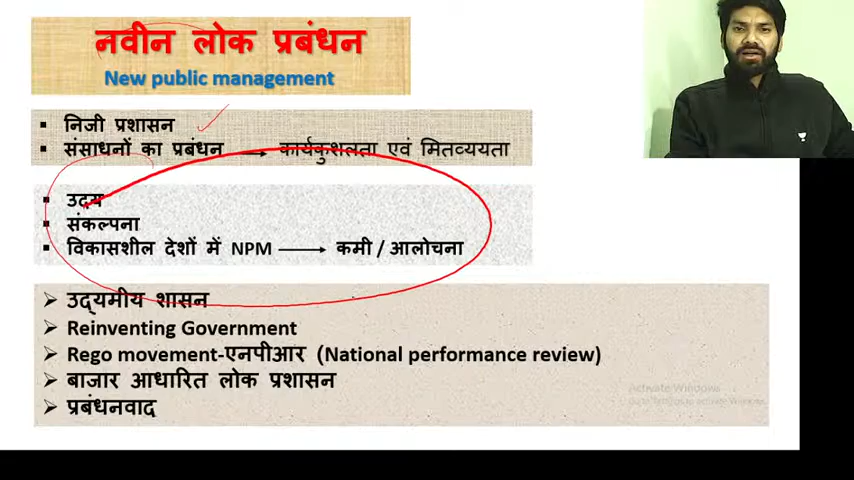 नवीन लोक प्रबंधन
New public management
▪ निजी प्रशासन
▪ संसाधनों का प्रबंधन → कार्यकुशलता एवं मितव्ययता
▪ उदय
▪ संकल्पना
▪ विकासशील देशों में NPM → कमी / आलोचना
➢ उद्यमीय शासन
➢ Reinventing Government
➢ Rego movement-एनपीआर (National performance review)
➢ बाजार आधारित लोक प्रशासन
➢ प्रबंधनवाद
Activate Windows